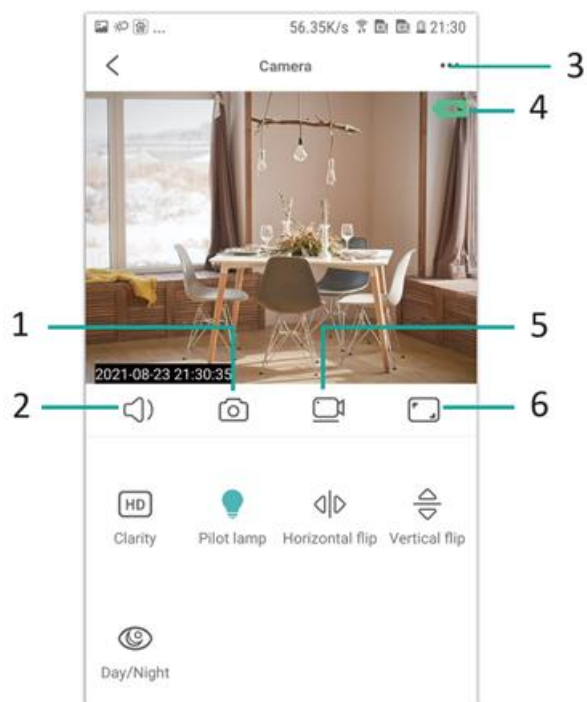 ... 56.35K/s 21:30
Camera
3
4
1
5
2021-08-23 21:30:35
2
6
HD
Clarity
Pilot lamp
Horizontal flip
Vertical flip
Day/Night